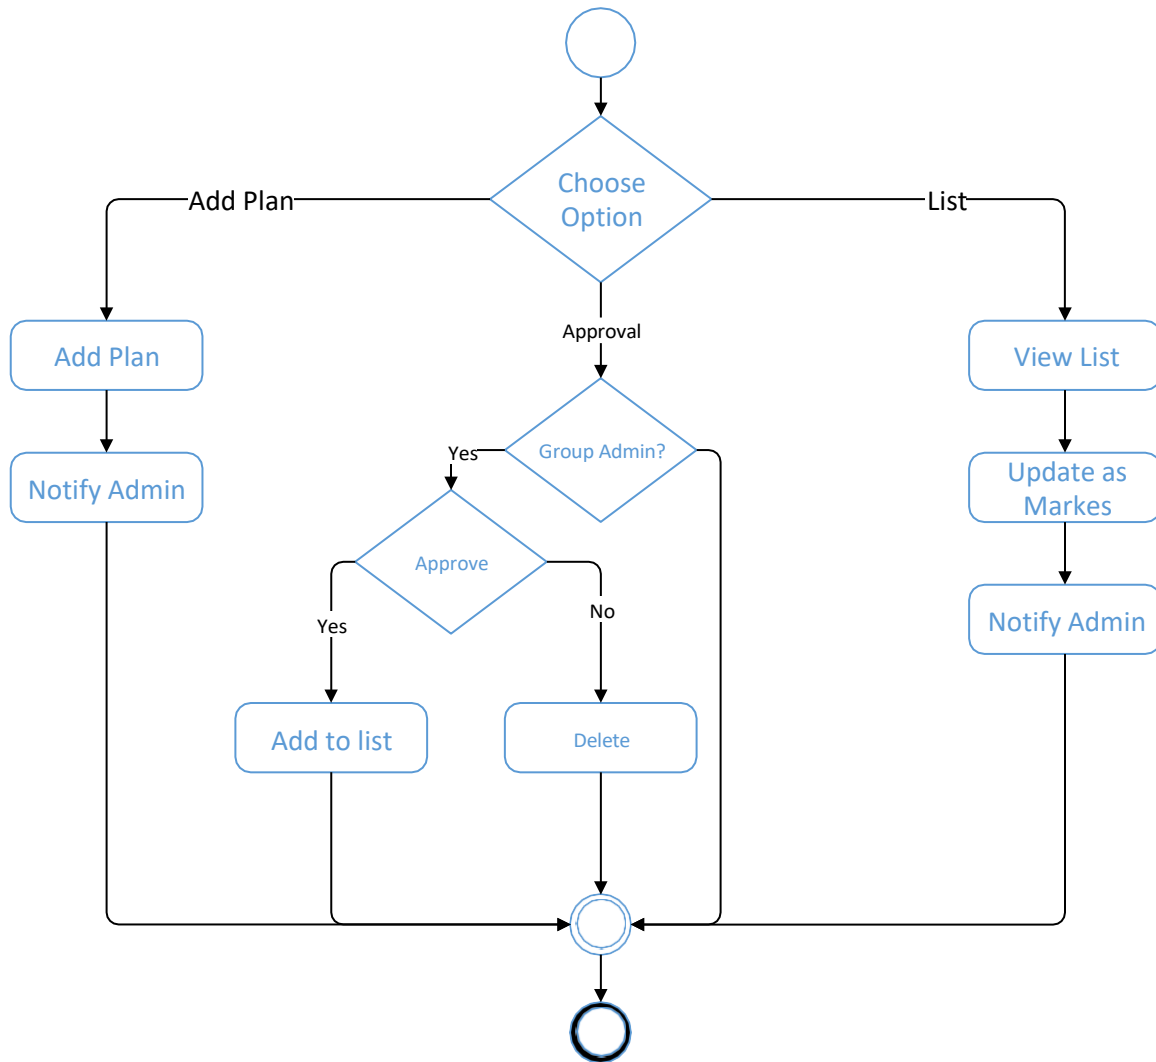 Choose
Option
Add Plan
List
Approval
Add Plan
View List
Group Admin?
Yes
Notify Admin
Update as
Markes
Approve
Yes
No
Notify Admin
Add to list
Delete